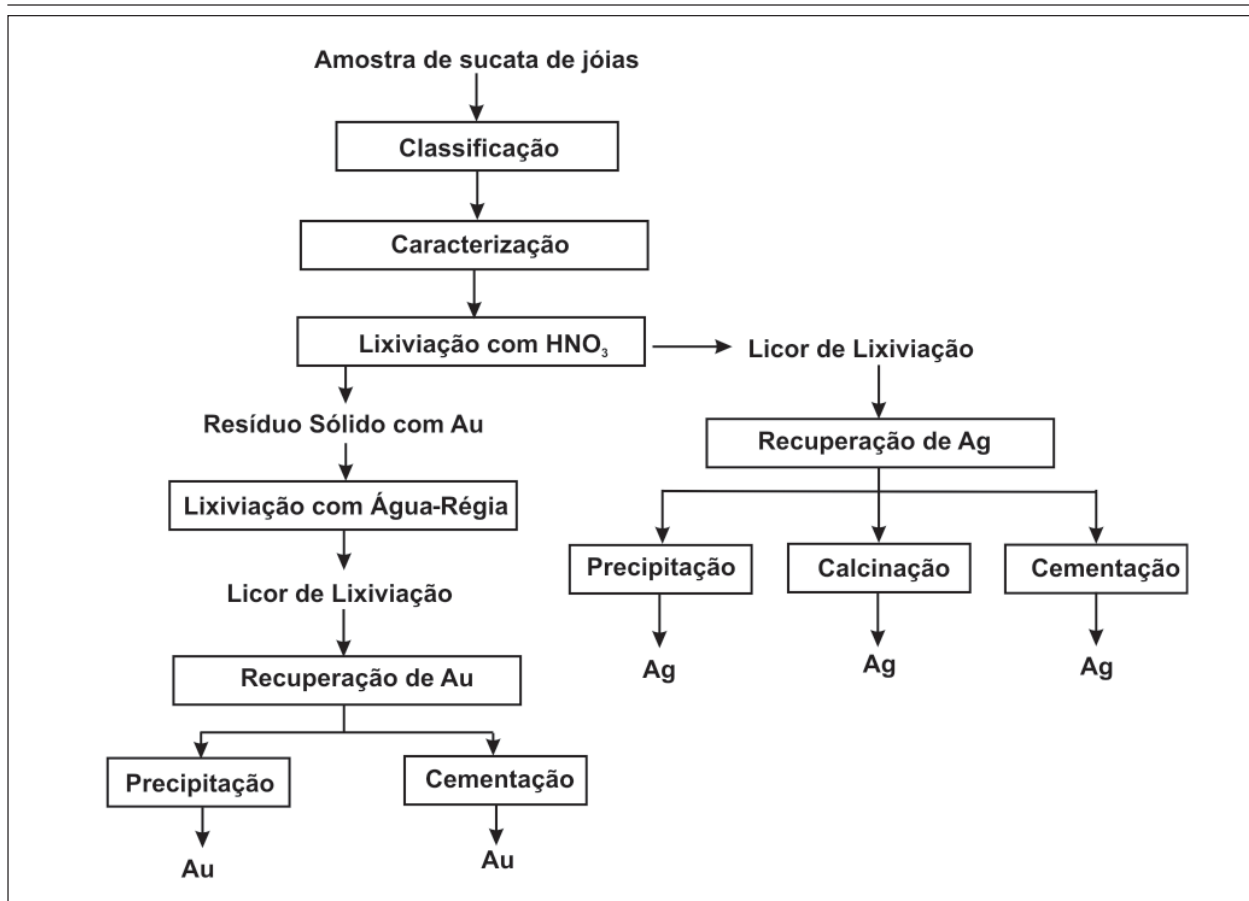 Amostra de sucata de jóias
Classificação
Caracterização
Lixiviação com HNO₃
Licor de Lixiviação
Resíduo Sólido com Au
Recuperação de Ag
Lixiviação com Água-Régia
Precipitação
Calcinação
Cementação
Licor de Lixiviação
Ag
Ag
Ag
Recuperação de Au
Precipitação
Cementação
Au
Au